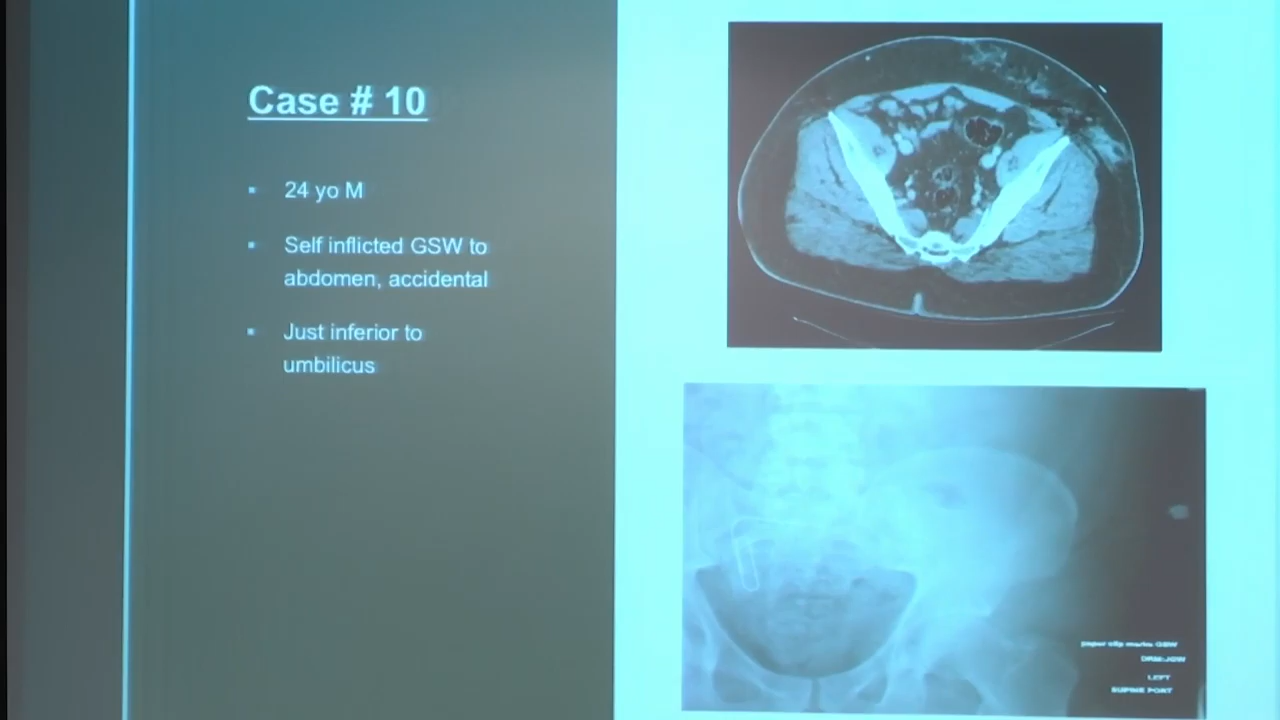 Case # 10
▪ 24 yo M
▪ Self inflicted GSW to
abdomen, accidental
▪ Just inferior to
umbilicus
paper clip marks GSW
LEFT
SUPINE PORT